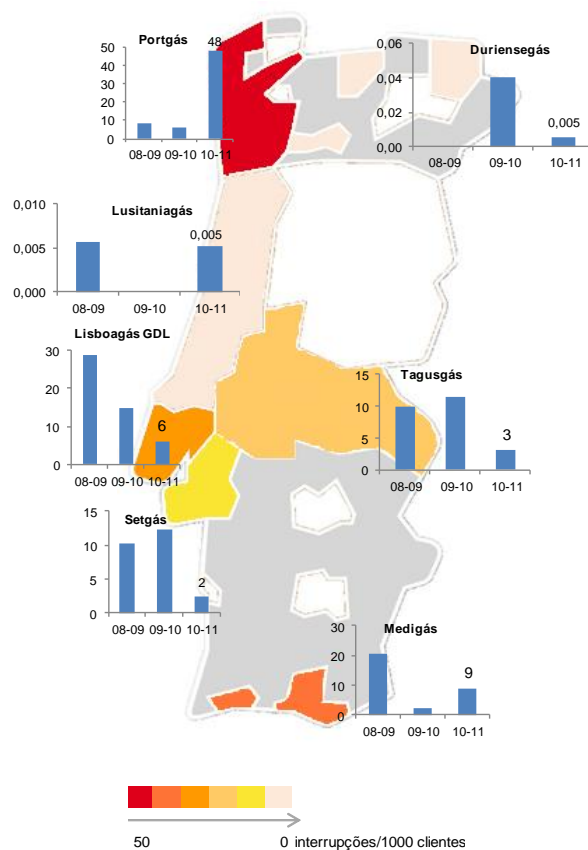 Portgás
50
40
30
20
10
0
48
08-09 09-10 10-11
Duriensegás
0,06
0,04
0,02
0,00
0,005
08-09 09-10 10-11
Lusitaniagás
0,010
0,005
0,000
0,005
08-09 09-10 10-11
Lisboagás GDL
30
20
10
0
6
08-09 09-10 10-11
Tagusgás
15
10
5
0
3
08-09 09-10 10-11
Setgás
15
10
5
0
2
08-09 09-10 10-11
Medigás
30
20
10
0
9
08-09 09-10 10-11
50 0 interrupções/1000 clientes